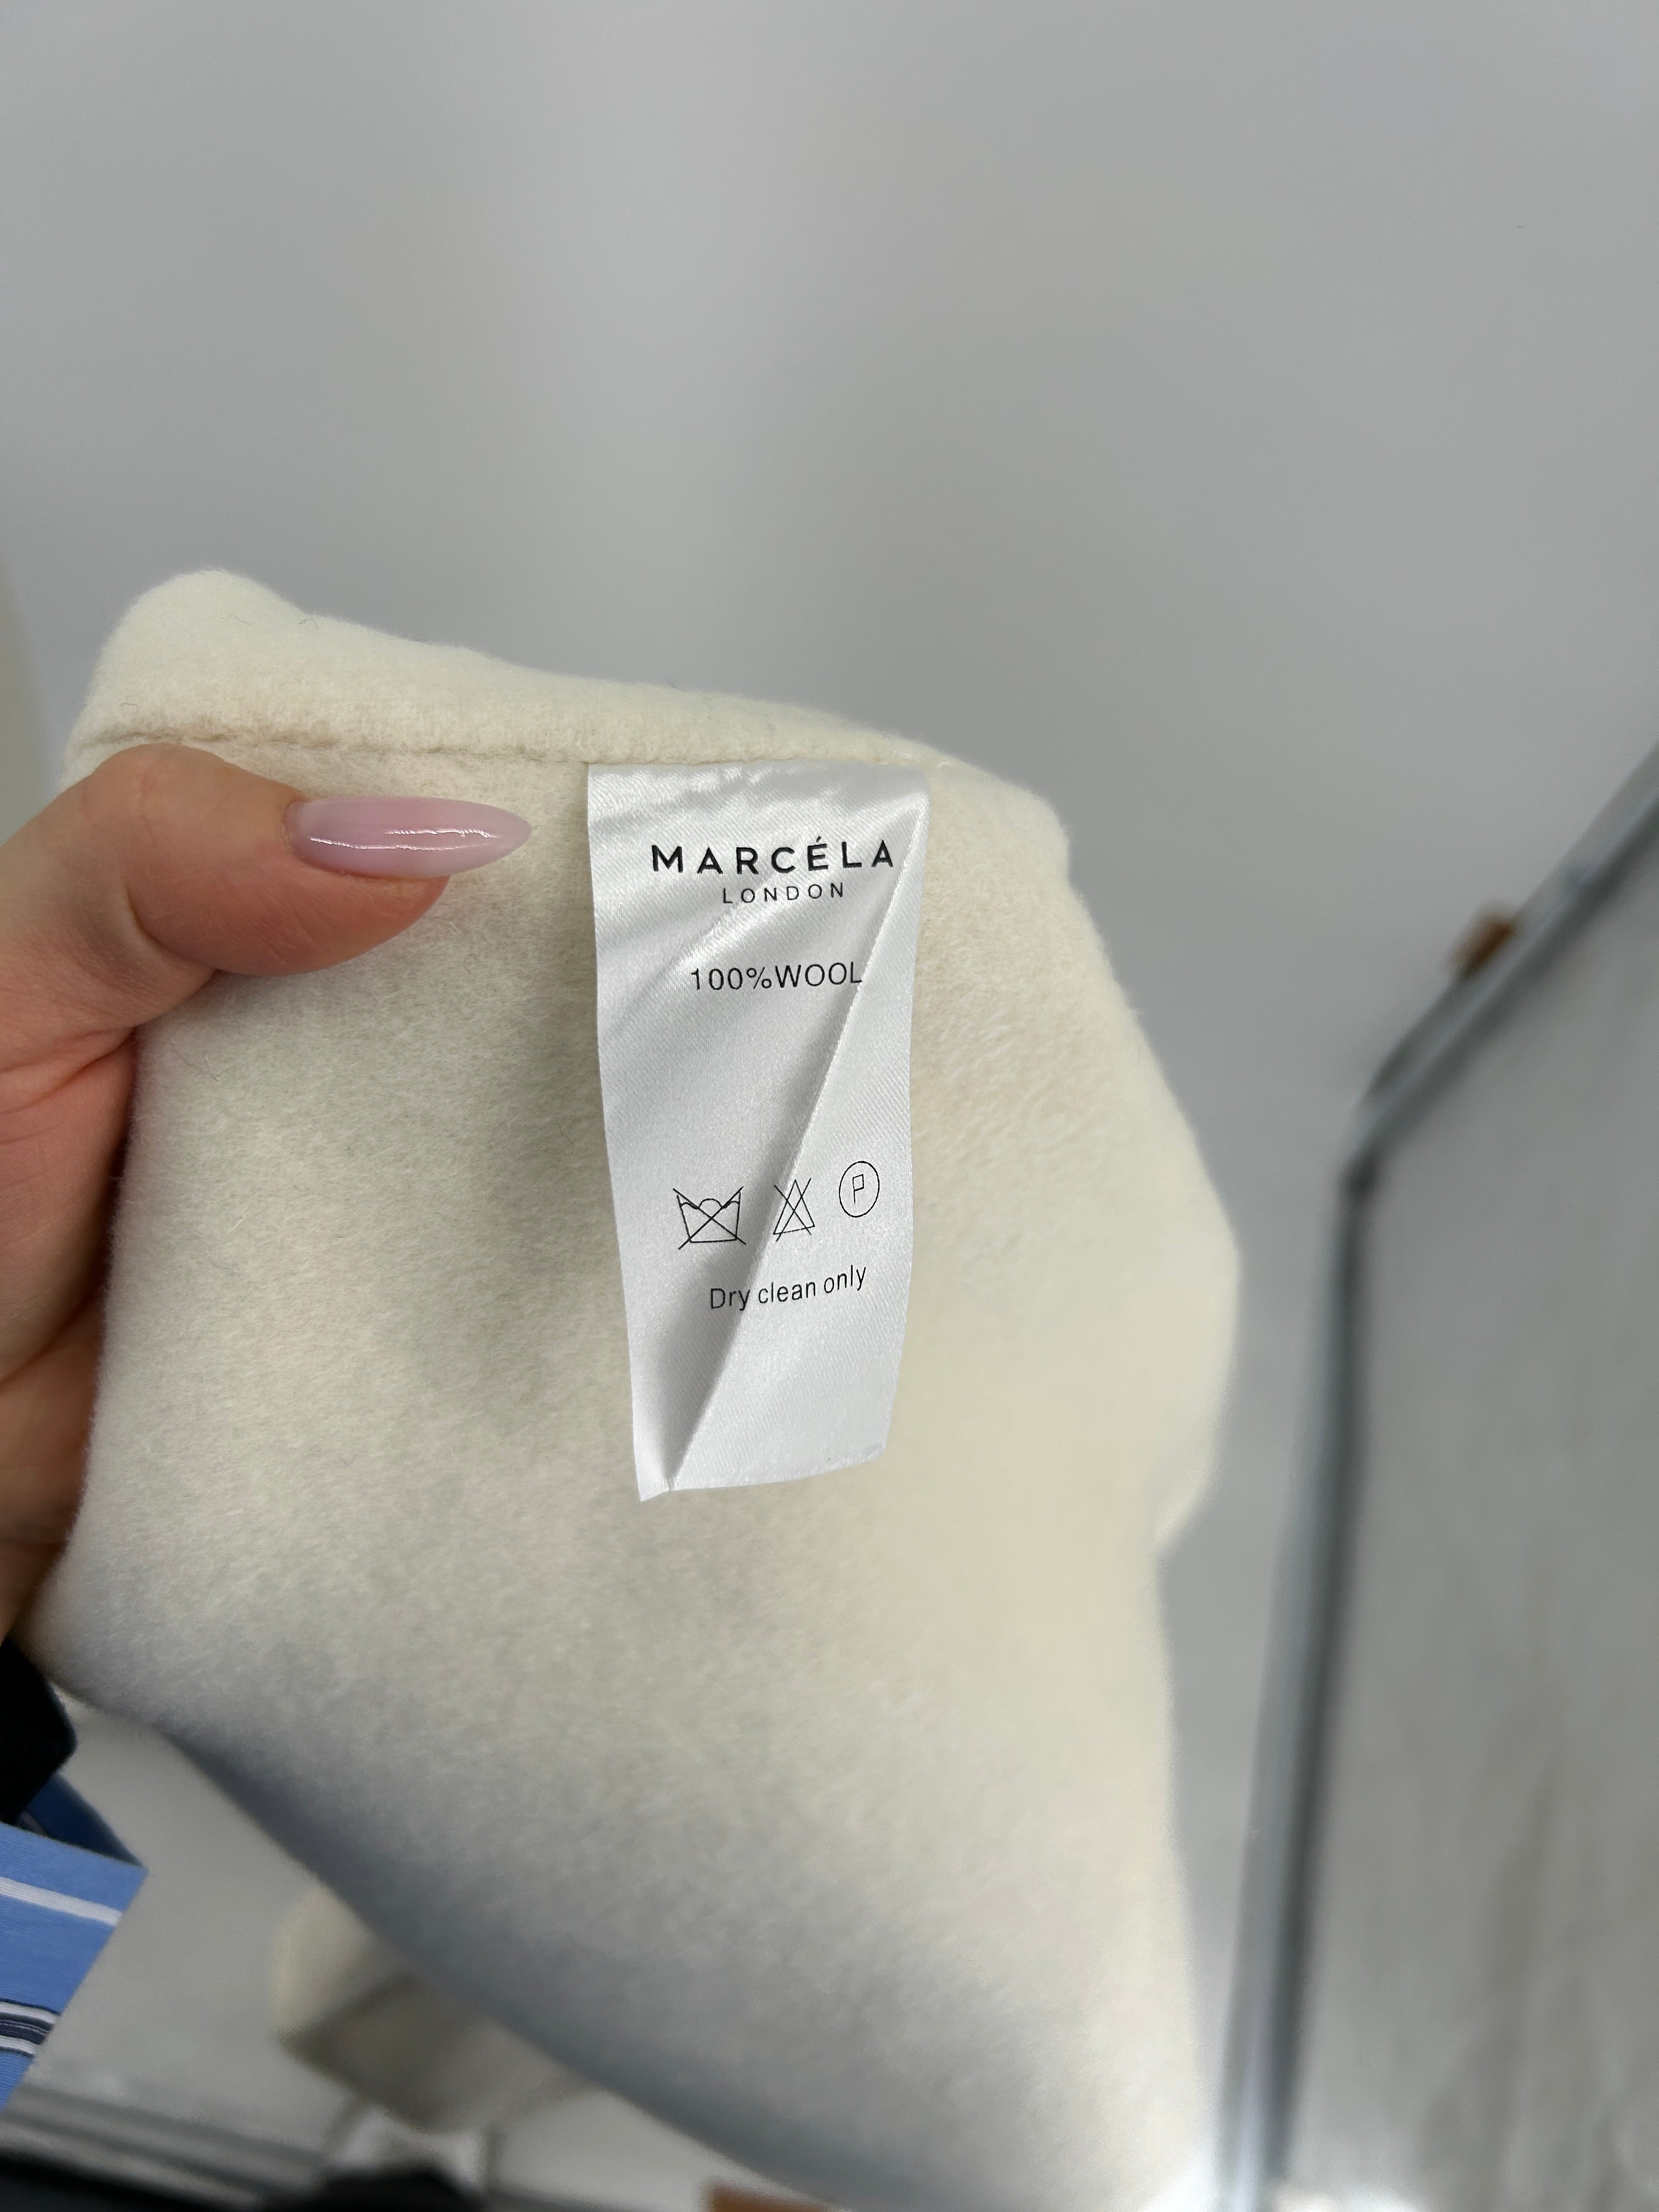 MARCÉLA
LONDON
100%WOOL
P
Dry clean only